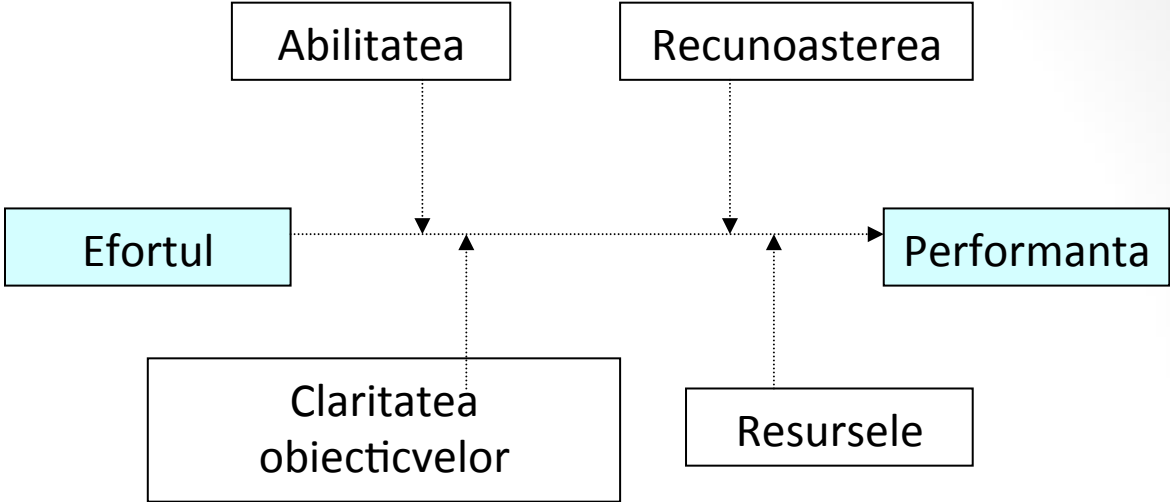 Abilitatea
Recunoasterea
Efortul
Performanta
Claritatea
obiecticvelor
Resursele